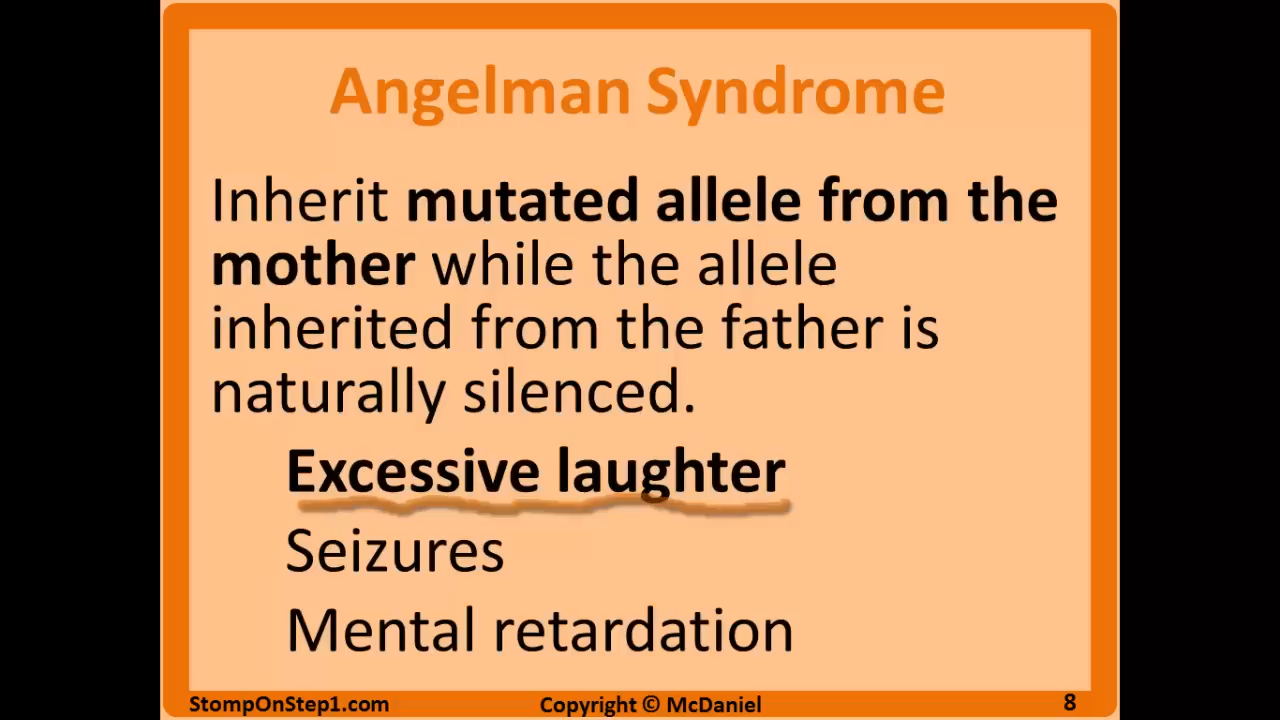 Angelman Syndrome
Inherit mutated allele from the
mother while the allele
inherited from the father is
naturally silenced.
Excessive laughter
Seizures
Mental retardation
StompOnStep1.com
Copyright © McDaniel
8